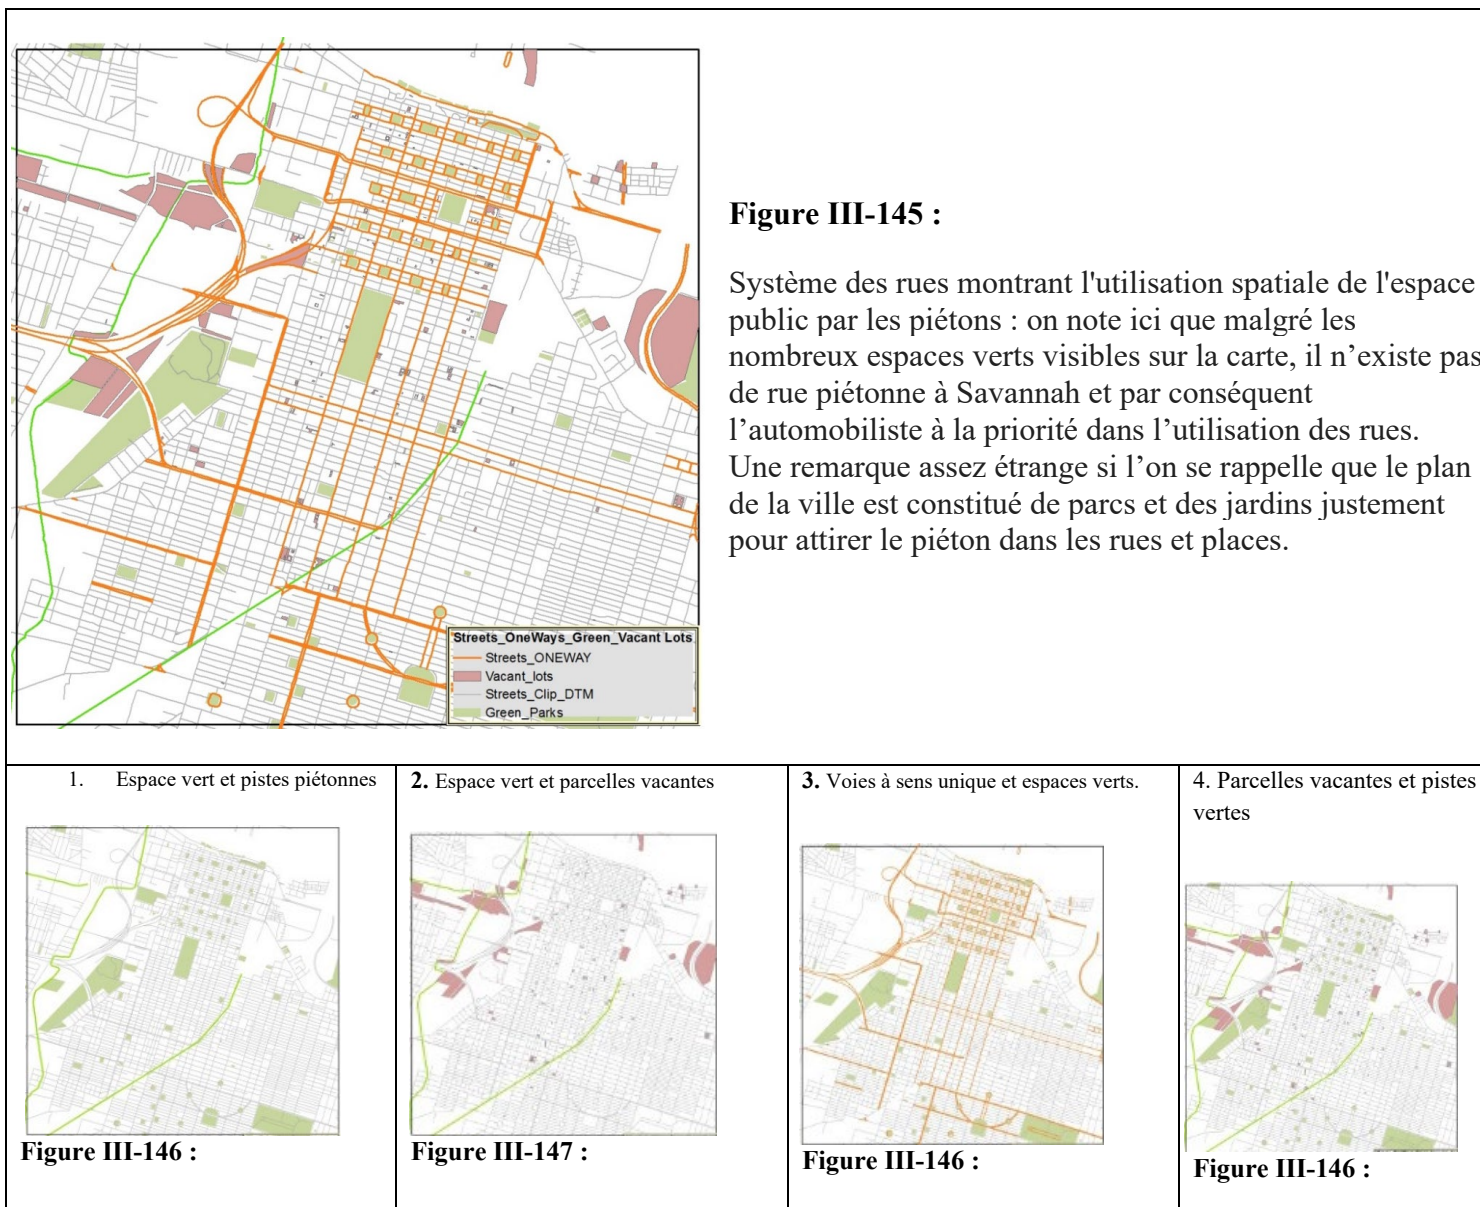 Figure III-145 :
Système des rues montrant l'utilisation spatiale de l'espace
public par les piétons : on note ici que malgré les
nombreux espaces verts visibles sur la carte, il n’existe pas
de rue piétonne à Savannah et par conséquent
l’automobiliste à la priorité dans l’utilisation des rues.
Une remarque assez étrange si l’on se rappelle que le plan
de la ville est constitué de parcs et des jardins justement
pour attirer le piéton dans les rues et places.
Streets_OneWays_Green_Vacant Lots
Streets_ONEWAY
Vacant_lots
Streets_Clip_DTM
Green_Parks
1. Espace vert et pistes piétonnes
Figure III-146 :
2. Espace vert et parcelles vacantes
Figure III-147 :
3. Voies à sens unique et espaces verts.
Figure III-146 :
4. Parcelles vacantes et pistes
vertes
Figure III-146 :